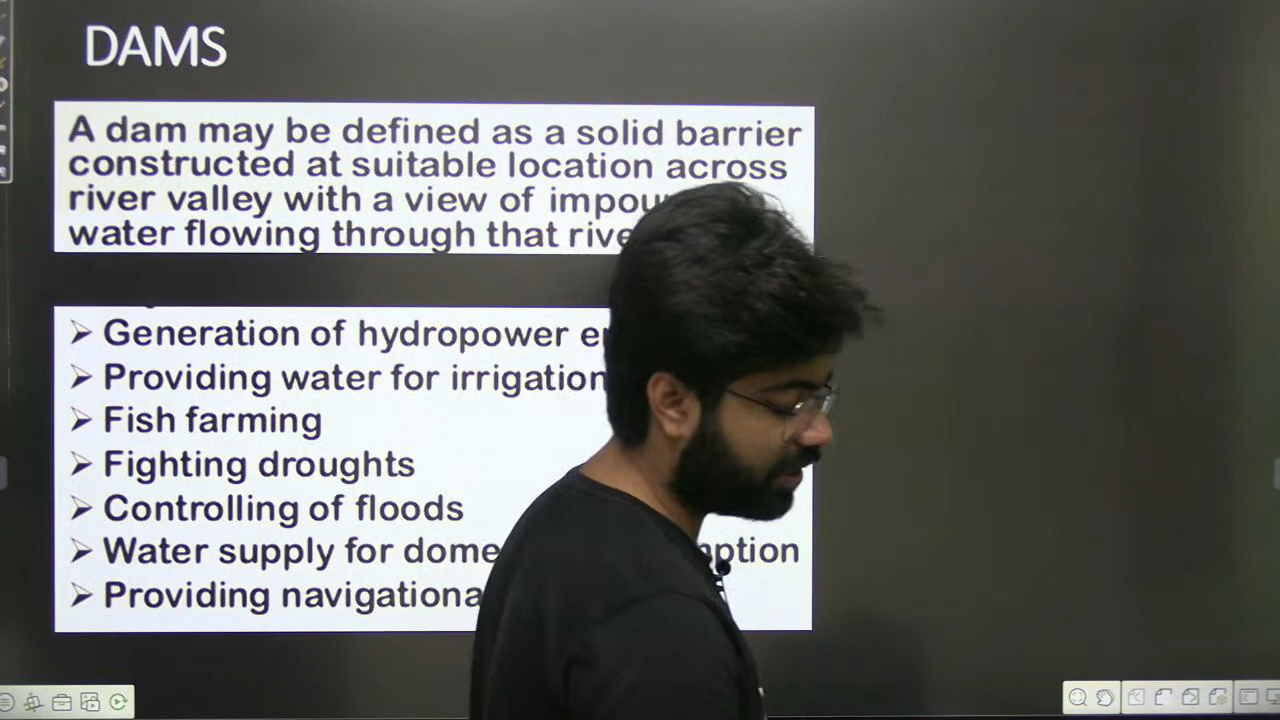 DAMS
A dam may be defined as a solid barrier
constructed at suitable location across
river valley with a view of
water flowing through that
➢ Generation of hydropower
➢ Providing water for irrigation
➢ Fish farming
➢ Fighting droughts
➢ Controlling of floods
➢ Water supply for
➢ Providing